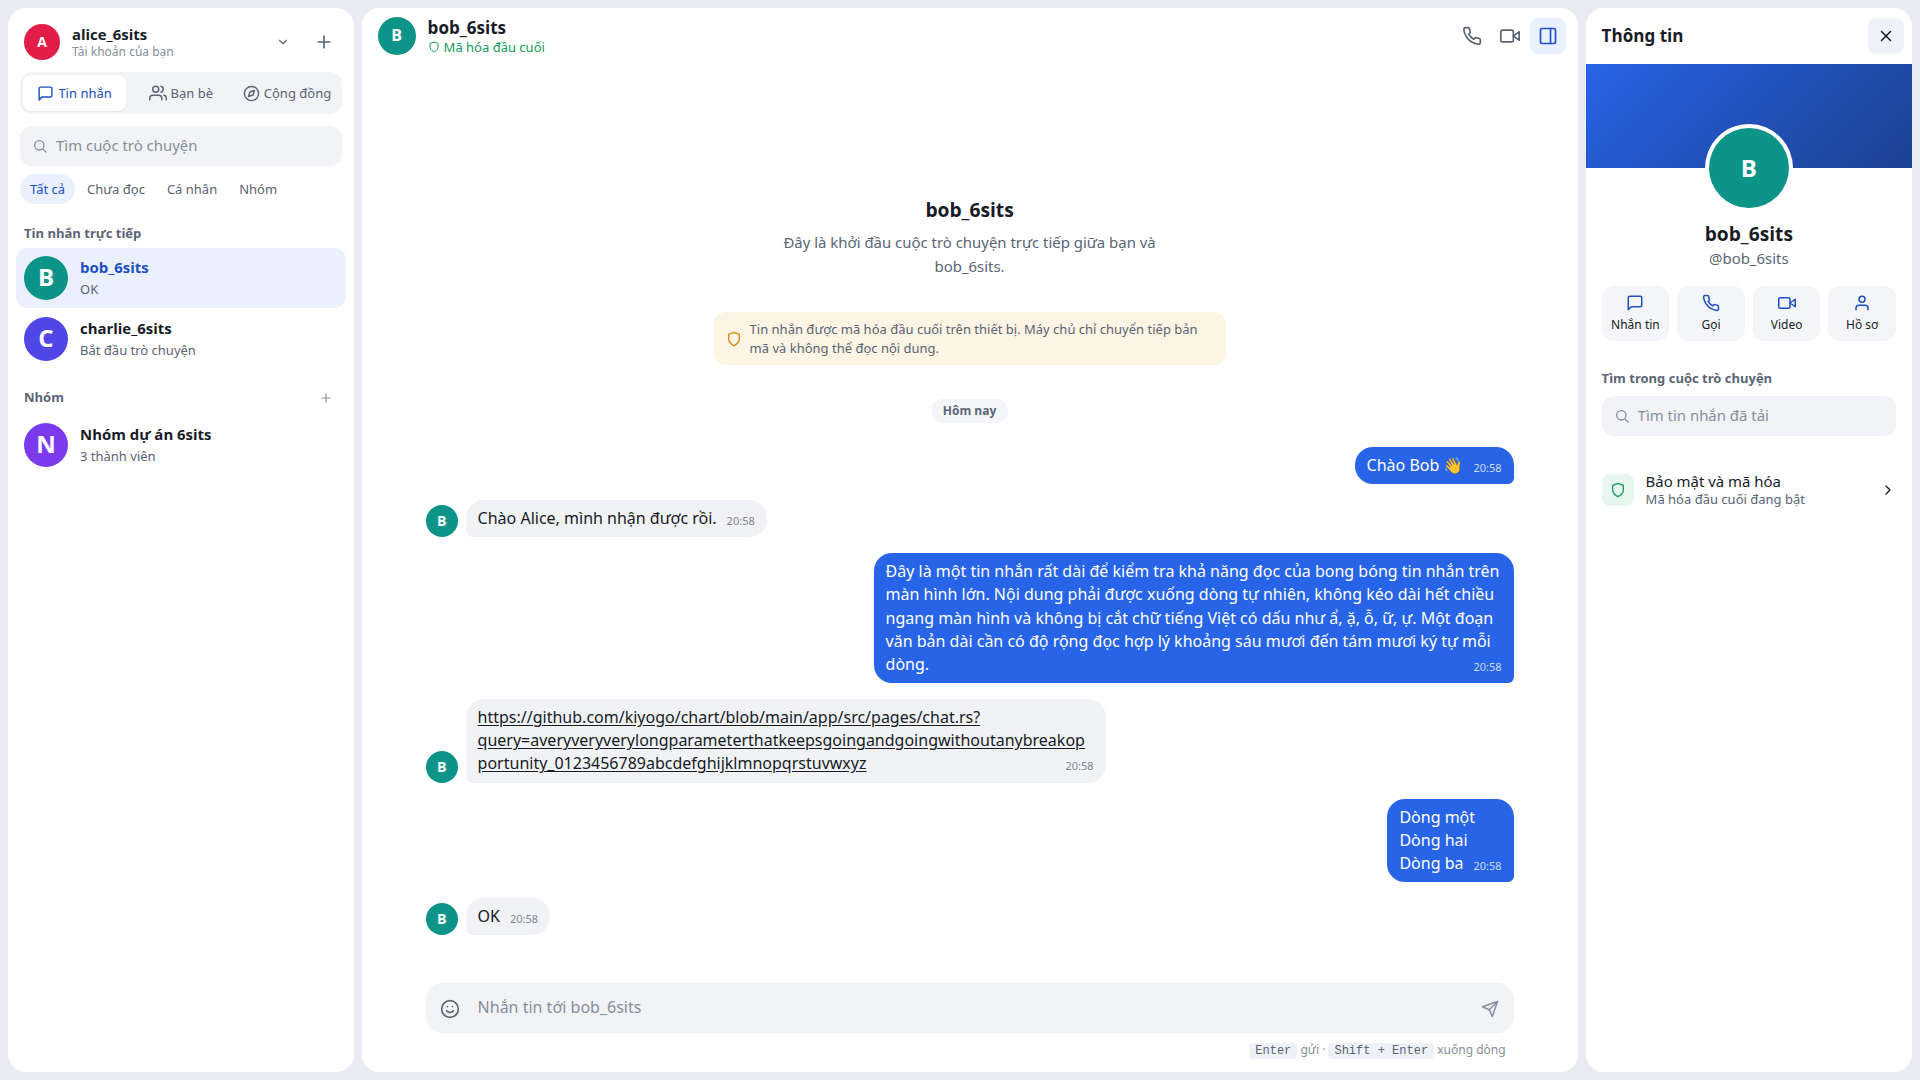 A
alice_6sits
Tài khoản của bạn
Tin nhắn
Bạn bè
Cộng đồng
Tìm cuộc trò chuyện
Tất cả
Chưa đọc
Cá nhân
Nhóm
Tin nhắn trực tiếp
B
bob_6sits
OK
C
charlie_6sits
Bắt đầu trò chuyện
Nhóm
N
Nhóm dự án 6sits
3 thành viên
B
bob_6sits
Mã hóa đầu cuối
bob_6sits
Đây là khởi đầu cuộc trò chuyện trực tiếp giữa bạn và
bob_6sits.
Tin nhắn được mã hóa đầu cuối trên thiết bị. Máy chủ chỉ chuyển tiếp bản
mã và không thể đọc nội dung.
Hôm nay
Chào Bob 👋 20:58
B
Chào Alice, mình nhận được rồi. 20:58
Đây là một tin nhắn rất dài để kiểm tra khả năng đọc của bong bóng tin nhắn trên
màn hình lớn. Nội dung phải được xuống dòng tự nhiên, không kéo dài hết chiều
ngang màn hình và không bị cắt chữ tiếng Việt có dấu như ẩ, ặ, ỗ, ữ, ự. Một đoạn
văn bản dài cần có độ rộng đọc hợp lý khoảng sáu mươi đến tám mươi ký tự mỗi
dòng. 20:58
https://github.com/kiyogo/chart/blob/main/app/src/pages/chat.rs?
query=averyveryverylongparameterthatkeepsgoingandgoingwithoutanybreakop
B
portunity_0123456789abcdefghijklmnopqrstuvwxyz 20:58
Dòng một
Dòng hai
Dòng ba 20:58
B
OK 20:58
Nhắn tin tới bob_6sits
Enter gửi · Shift + Enter xuống dòng
Thông tin
B
bob_6sits
@bob_6sits
Nhắn tin
Gọi
Video
Hồ sơ
Tìm trong cuộc trò chuyện
Tìm tin nhắn đã tải
Bảo mật và mã hóa
Mã hóa đầu cuối đang bật